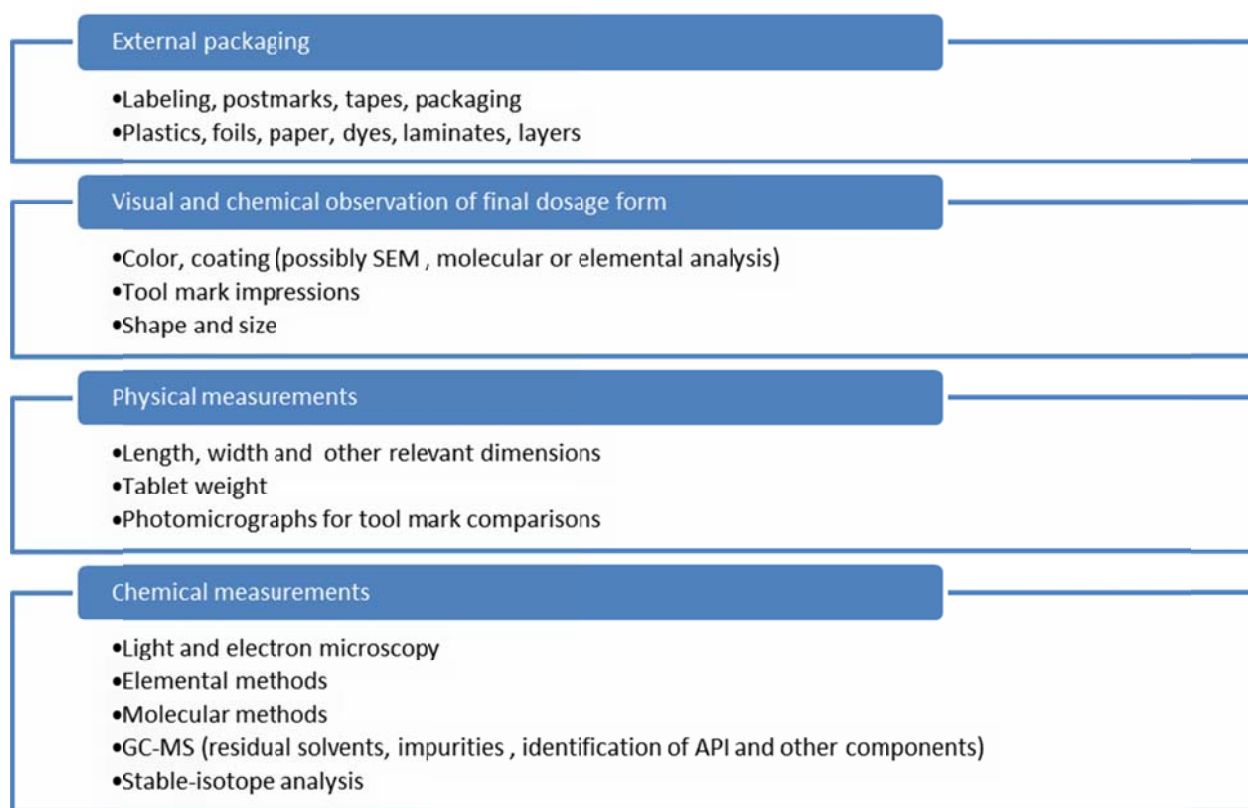 External packaging
•Labeling, postmarks, tapes, packaging
•Plastics, foils, paper, dyes, laminates, layers
Visual and chemical observation of final dosage form
•Color, coating (possibly SEM , molecular or elemental analysis)
•Tool mark impressions
•Shape and size
Physical measurements
•Length, width and other relevant dimensions
•Tablet weight
•Photomicrographs for tool mark comparisons
Chemical measurements
•Light and electron microscopy
•Elemental methods
•Molecular methods
•GC-MS (residual solvents, impurities , identification of API and other components)
•Stable-isotope analysis